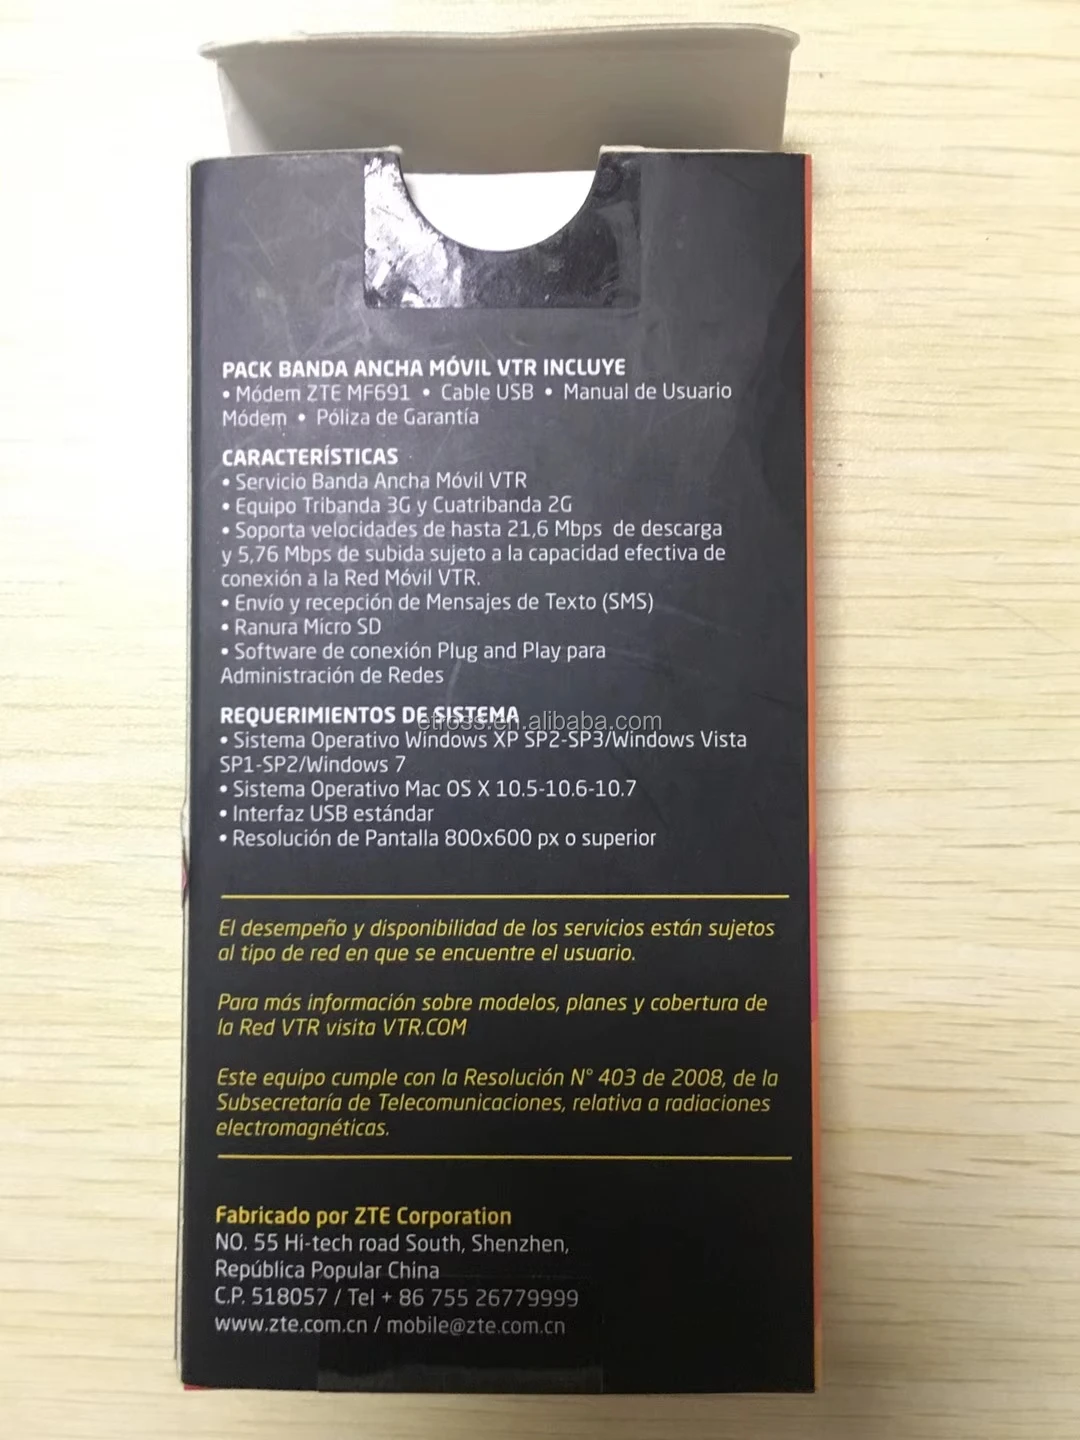 PACK BANDA ANCHA MÓVIL VTR INCLUYE
• Módem ZTE MF691 • Cable USB • Manual de Usuario
Módem • Póliza de Garantía
CARACTERÍSTICAS
• Servicio Banda Ancha Móvil VTR
• Equipo Tribanda 3G y Cuatribanda 2G
• Soporta velocidades de hasta 21,6 Mbps de descarga
y 5,76 Mbps de subida sujeto a la capacidad efectiva de
conexión a la Red Móvil VTR.
• Envío y recepción de Mensajes de Texto (SMS)
• Ranura Micro SD
• Software de conexión Plug and Play para
Administración de Redes
REQUERIMIENTOS DE SISTEMA
etross.en.alibaba.com
• Sistema Operativo Windows XP SP2-SP3/Windows Vista
SP1-SP2/Windows 7
• Sistema Operativo Mac OS X 10.5-10.6-10.7
• Interfaz USB estándar
• Resolución de Pantalla 800x600 px o superior
El desempeño y disponibilidad de los servicios están sujetos
al tipo de red en que se encuentre el usuario.
Para más información sobre modelos, planes y cobertura de
la Red VTR visita VTR.COM
Este equipo cumple con la Resolución N° 403 de 2008, de la
Subsecretaría de Telecomunicaciones, relativa a radiaciones
electromagnéticas.
Fabricado por ZTE Corporation
NO. 55 Hi-tech road South, Shenzhen,
República Popular China
C.P. 518057 / Tel + 86 755 26779999
www.zte.com.cn / mobile@zte.com.cn